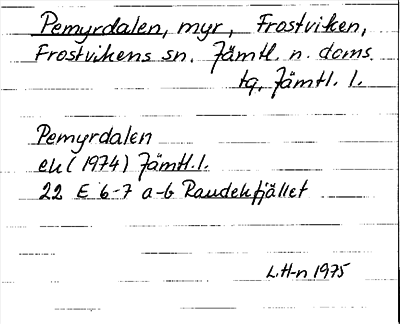 Pemyrdalen, myr, Frostviken,
Frostvikens sn. Jämtl. n. doms.
tg, Jämtl. l.
Pemyrdalen
ek (1974) Jämtl. l.
22 E 6-7 a-b Raudekfjället
L.H-n 1975